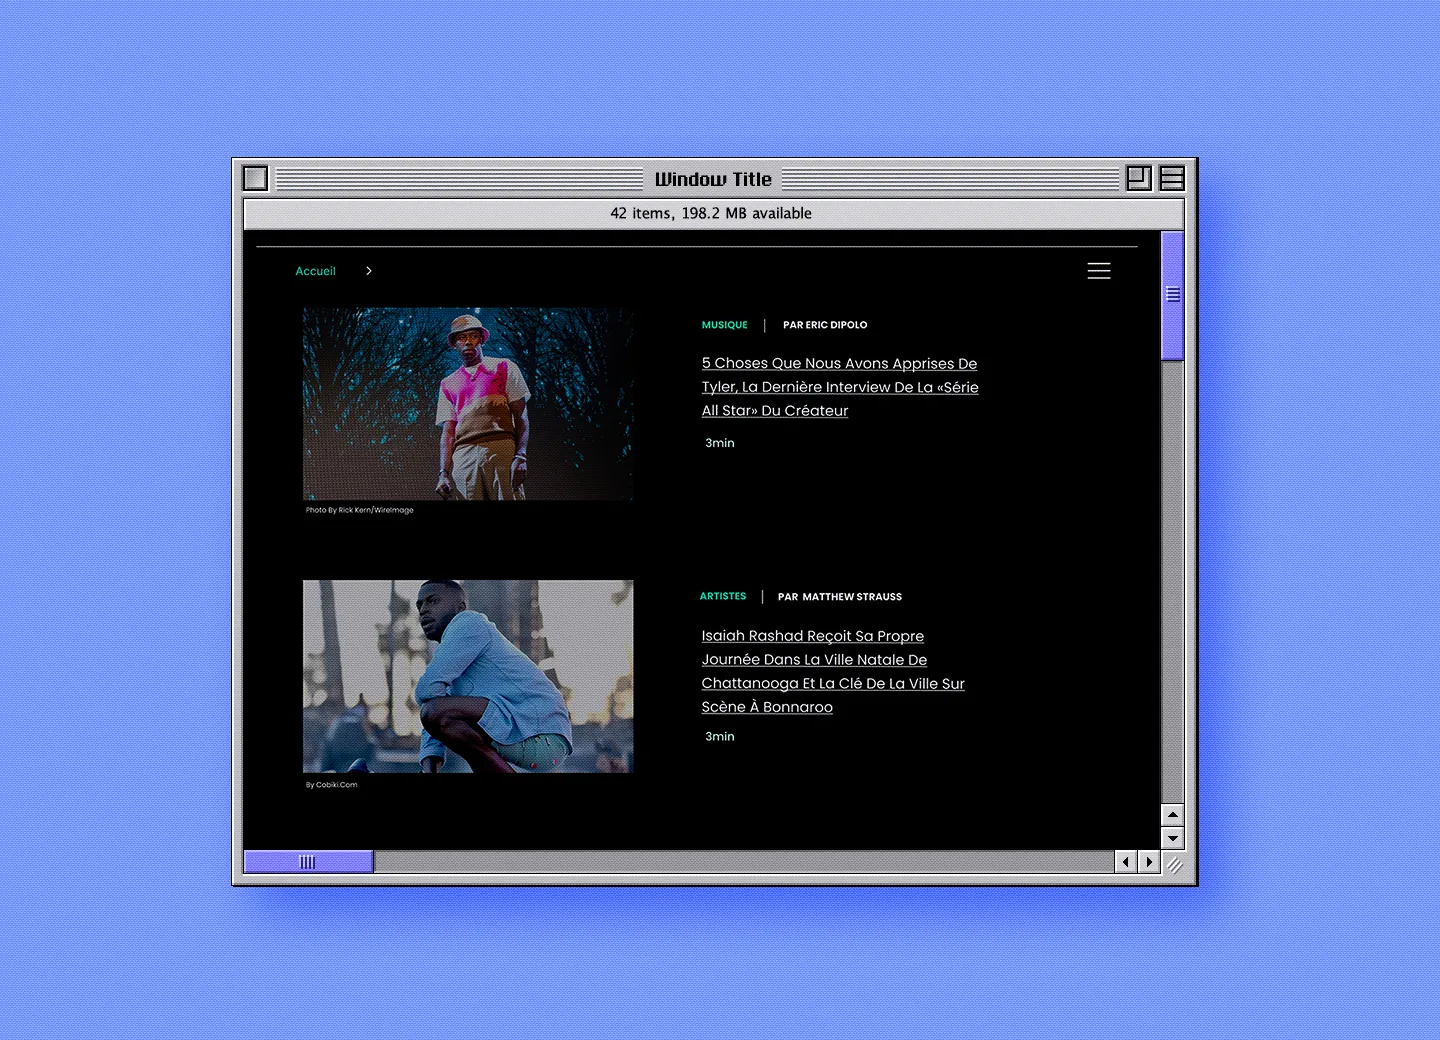 Window Title
42 items, 198.2 MB available
Accueil
MUSIQUE | PAR ERIC DIPOLO
5 Choses Que Nous Avons Apprises De
Tyler, La Dernière Interview De La «Série
All Star» Du Créateur
3min
Photo By Rick Kern/WireImage
ARTISTES | PAR MATTHEW STRAUSS
Isaiah Rashad Reçoit Sa Propre
Journée Dans La Ville Natale De
Chattanooga Et La Clé De La Ville Sur
Scène À Bonnaroo
3min
By Cobiki.Com